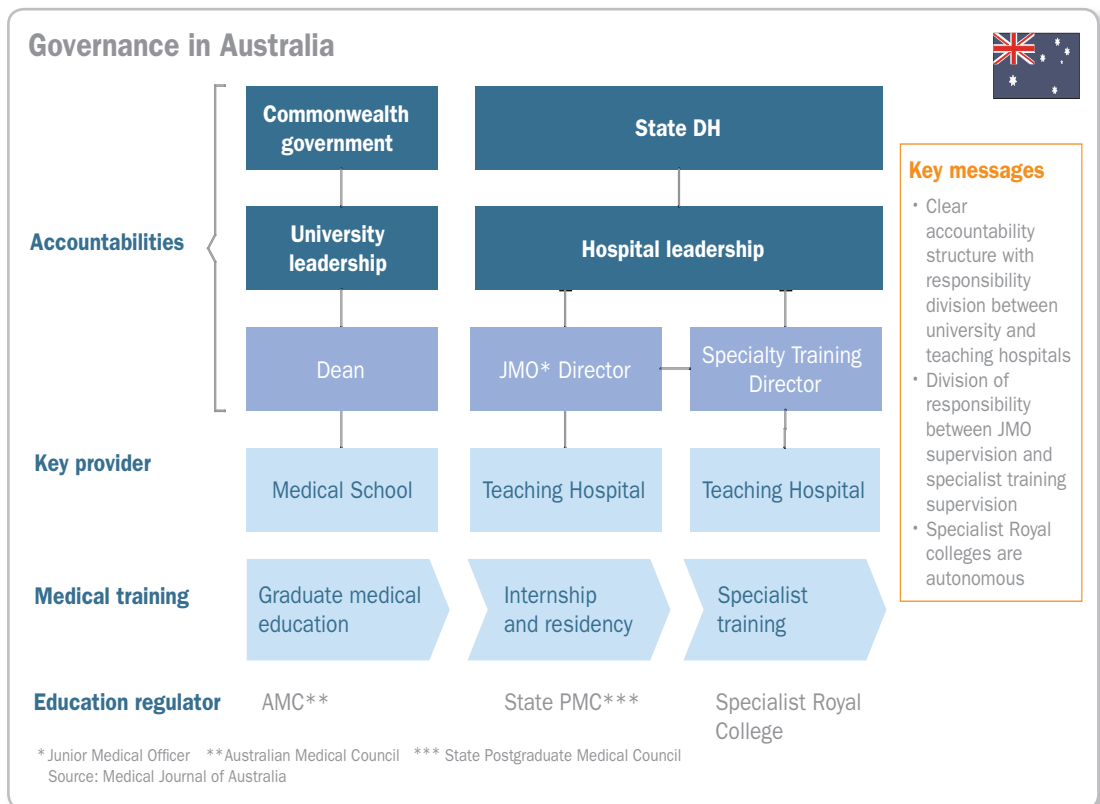 Governance in Australia
Commonwealth
government
State DH
Accountabilities
University
leadership
Hospital leadership
Dean
JMO* Director
Specialty Training
Director
Key provider
Medical School
Teaching Hospital
Teaching Hospital
Medical training
Graduate medical
education
Internship
and residency
Specialist
training
Education regulator
AMC**
State PMC***
Specialist Royal
College
* Junior Medical Officer **Australian Medical Council *** State Postgraduate Medical Council
Source: Medical Journal of Australia
Key messages
• Clear
accountability
structure with
responsibility
division between
university and
teaching hospitals
• Division of
responsibility
between JMO
supervision and
specialist training
supervision
• Specialist Royal
colleges are
autonomous